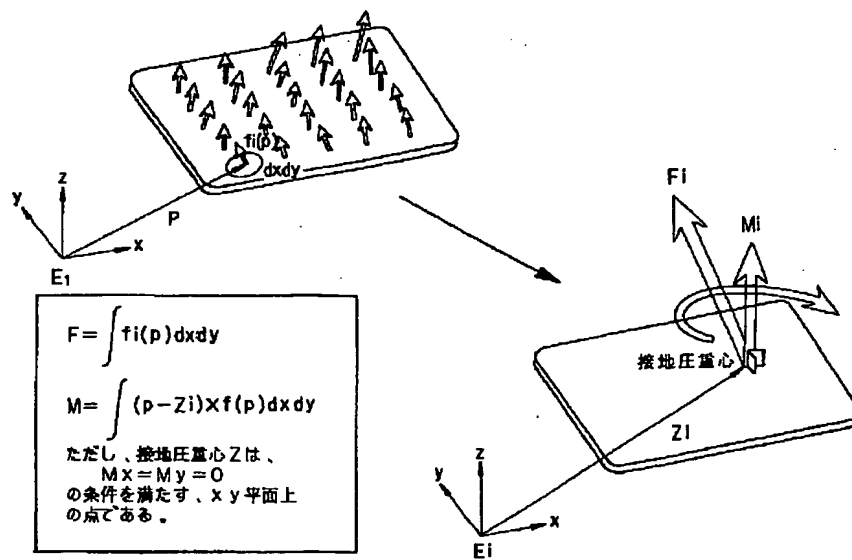 fi(p)
dxdy
z
y
x
P
E1
Fi
Mi
接地圧重心
Zi
z
y
x
Ei
F=∫fi(p)dxdy
M=∫(p-Zi)×f(p)dxdy
ただし、接地圧重心Zは、
Mx=My=0
の条件を満たす、xy平面上
の点である。